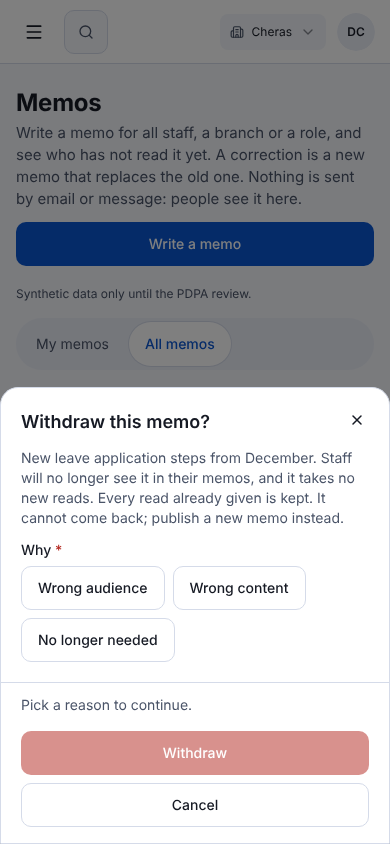 Cheras
DC
Memos
Write a memo for all staff, a branch or a role, and
see who has not read it yet. A correction is a new
memo that replaces the old one. Nothing is sent
by email or message: people see it here.
Write a memo
Synthetic data only until the PDPA review.
My memos
All memos
Withdraw this memo?
New leave application steps from December. Staff
will no longer see it in their memos, and it takes no
new reads. Every read already given is kept. It
cannot come back; publish a new memo instead.
Why *
Wrong audience
Wrong content
No longer needed
Pick a reason to continue.
Withdraw
Cancel